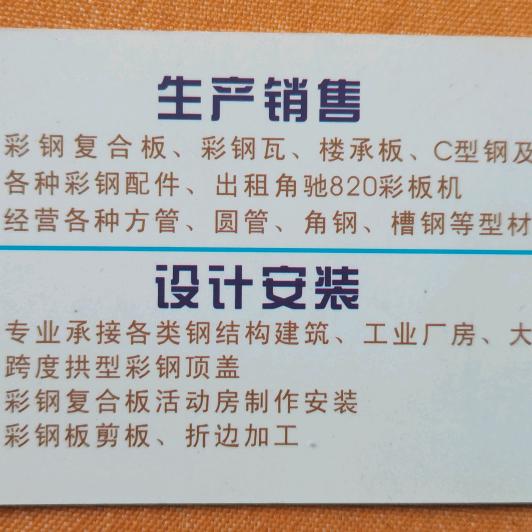 生产销售
彩钢复合板、彩钢瓦、楼承板、C型钢及
各种彩钢配件、出租角驰820彩板机
经营各种方管、圆管、角钢、槽钢等型材
设计安装
专业承接各类钢结构建筑、工业厂房、大
跨度拱型彩钢顶盖
彩钢复合板活动房制作安装
彩钢板剪板、折边加工